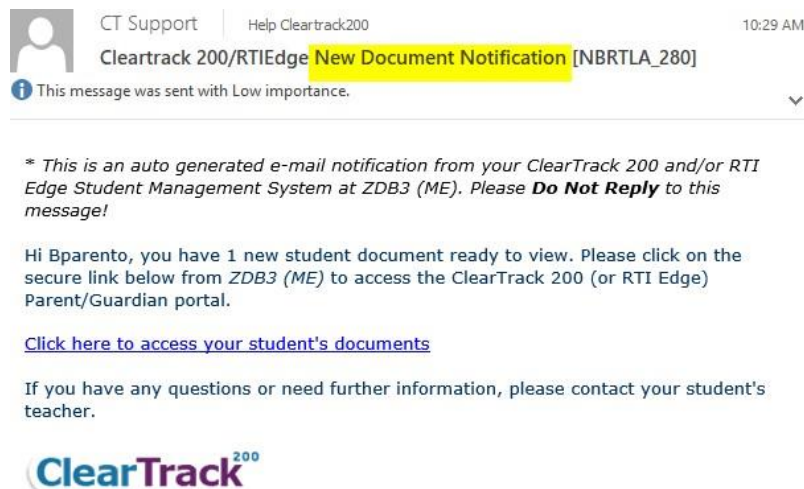 CT Support Help Cleartrack200 10:29 AM
Cleartrack 200/RTIEdge New Document Notification [NBRTLA_280]
This message was sent with Low importance.
* This is an auto generated e-mail notification from your ClearTrack 200 and/or RTI
Edge Student Management System at ZDB3 (ME). Please Do Not Reply to this
message!
Hi Bparento, you have 1 new student document ready to view. Please click on the
secure link below from ZDB3 (ME) to access the ClearTrack 200 (or RTI Edge)
Parent/Guardian portal.
Click here to access your student's documents
If you have any questions or need further information, please contact your student's
teacher.
ClearTrack200